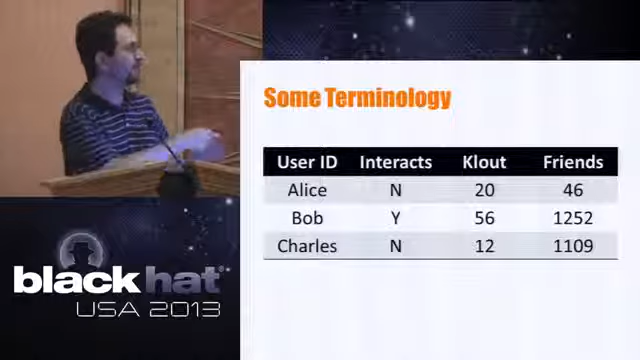 Some Terminology
User ID Interacts Klout Friends
Alice N 20 46
Bob Y 56 1252
Charles N 12 1109
black hat
USA 2013